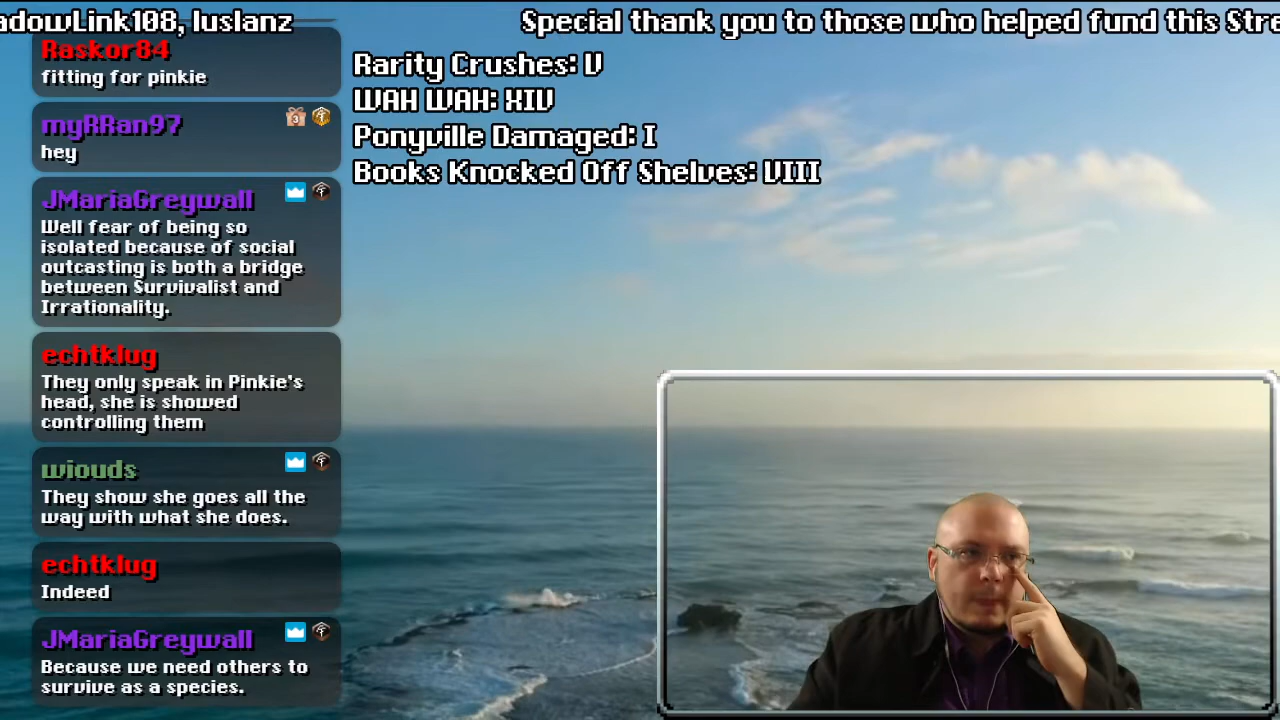 adowLink108, luslanz
Special thank you to those who helped fund this Stre
Raskor84
fitting for pinkie
myRRan97
3
hey
JMariaGreywall
Well fear of being so
isolated because of social
outcasting is both a bridge
between Survivalist and
Irrationality.
echtklug
They only speak in Pinkie's
head, she is showed
controlling them
wiouds
They show she goes all the
way with what she does.
echtklug
Indeed
JMariaGreywall
Because we need others to
survive as a species.
Rarity Crushes: V
WAH WAH: XIV
Ponyville Damaged: I
Books Knocked Off Shelves: VIII